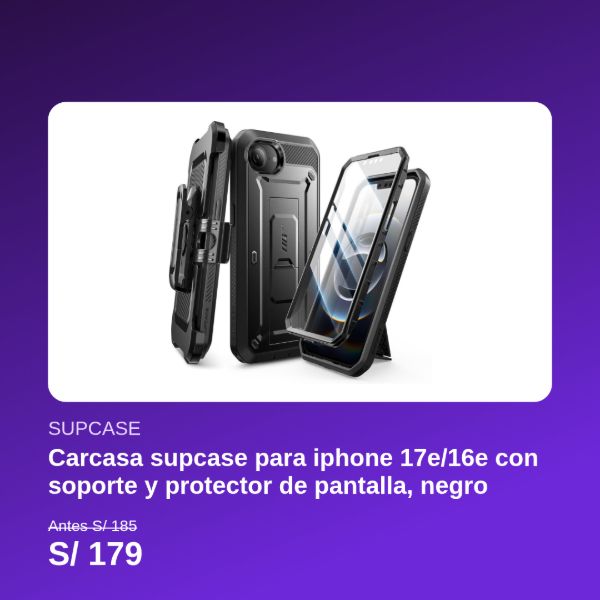 SUPCASE
Carcasa supcase para iphone 17e/16e con
soporte y protector de pantalla, negro
Antes S/ 185
S/ 179